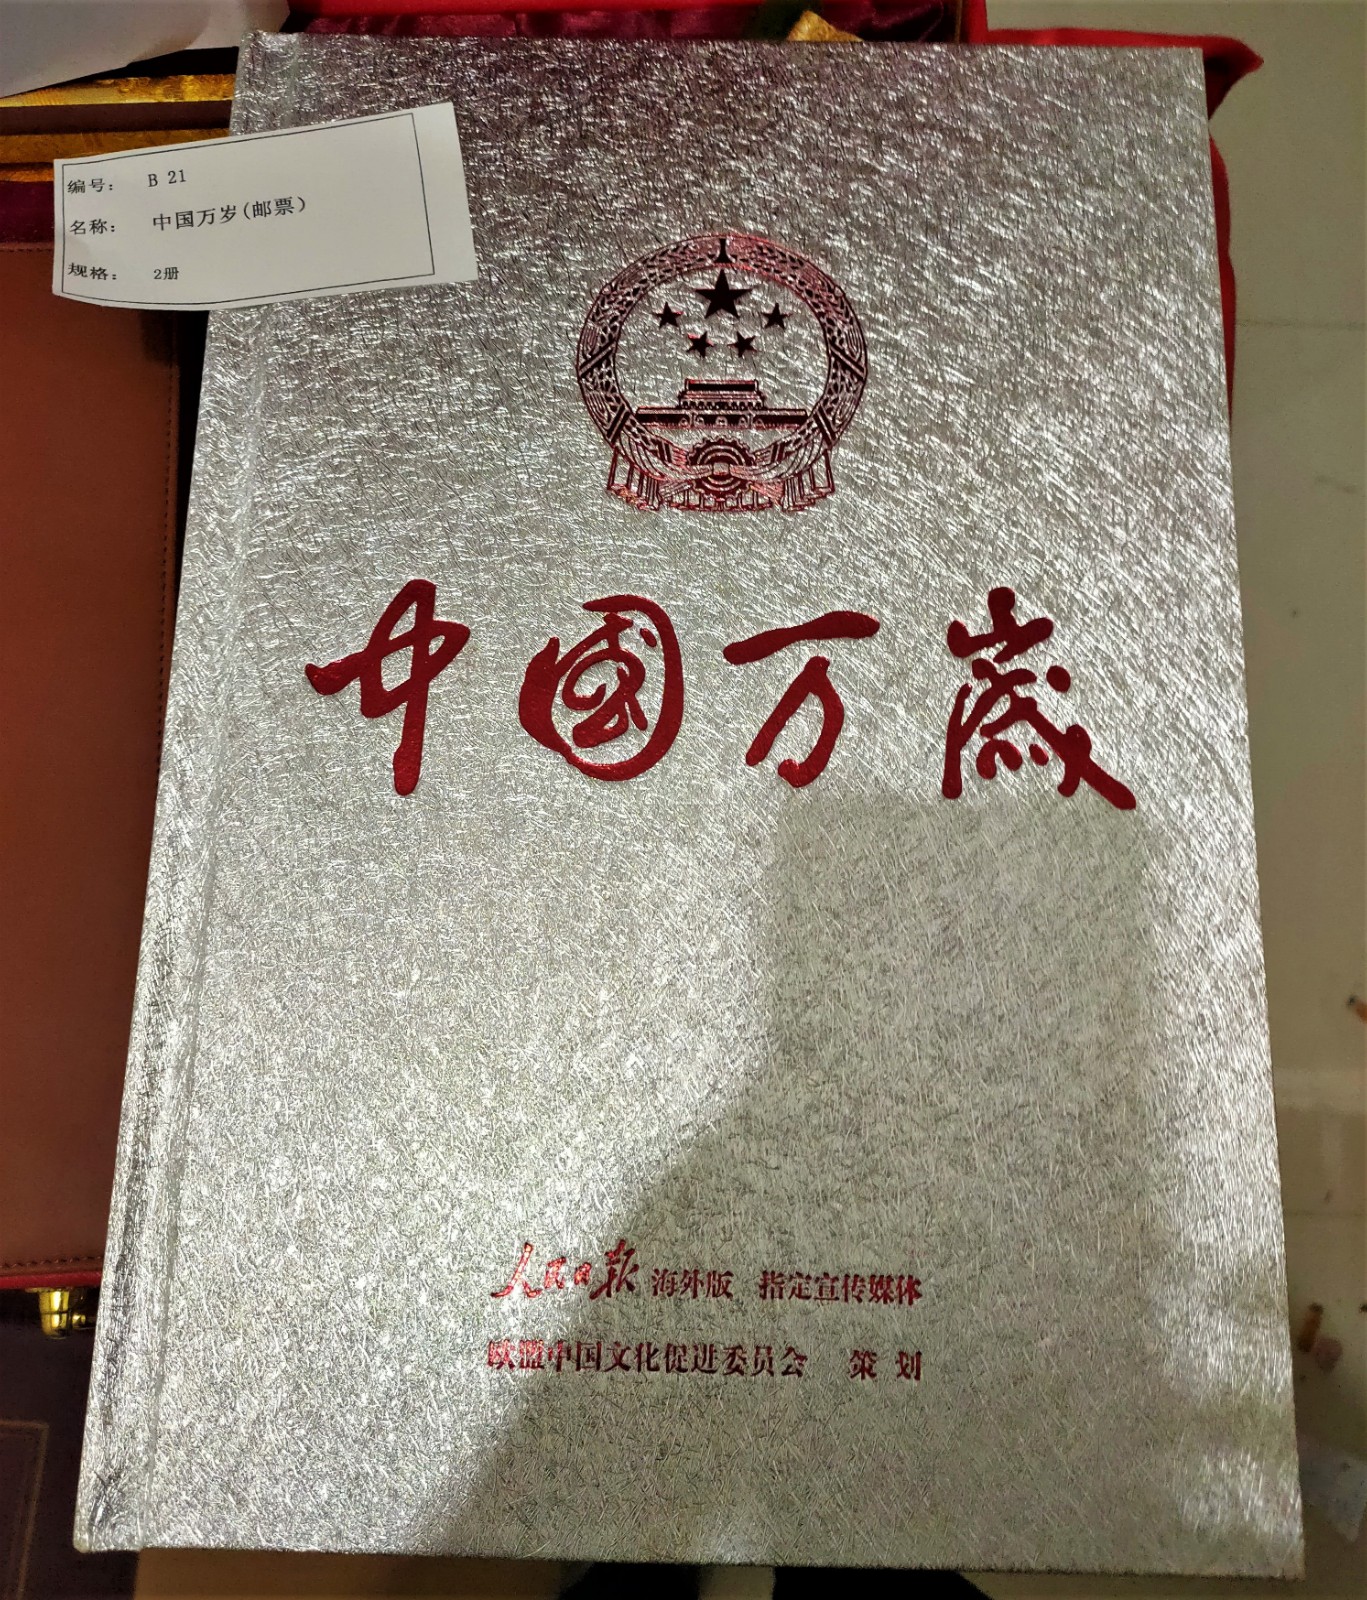 编号： B 21
名称： 中国万岁(邮票)
规格： 2册
中國万歲
人民日报 海外版 指定宣传媒体
欧盟中国文化促进委员会 策 划